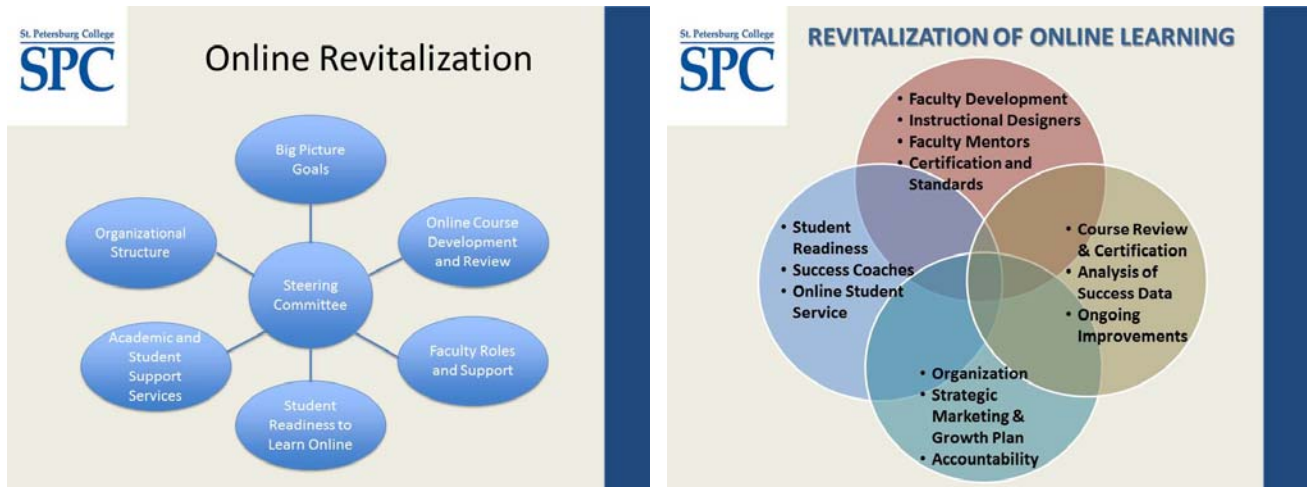 St. Petersburg College
SPC
Online Revitalization
Big Picture
Goals
Organizational
Structure
Online Course
Development
and Review
Steering
Committee
Academic and
Student
Support
Services
Faculty Roles
and Support
Student
Readiness to
Learn Online
St. Petersburg College
SPC
REVITALIZATION OF ONLINE LEARNING
• Faculty Development
• Instructional Designers
• Faculty Mentors
• Certification and
Standards
• Student
Readiness
• Success Coaches
• Online Student
Service
• Course Review
& Certification
• Analysis of
Success Data
• Ongoing
Improvements
• Organization
• Strategic
Marketing &
Growth Plan
• Accountability